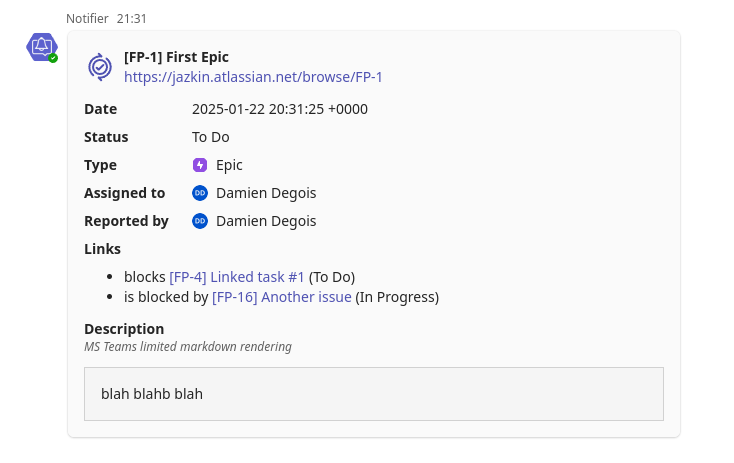 Notifier 21:31
[FP-1] First Epic
https://jazkin.atlassian.net/browse/FP-1
Date 2025-01-22 20:31:25 +0000
Status To Do
Type Epic
Assigned to DD Damien Degois
Reported by DD Damien Degois
Links
• blocks [FP-4] Linked task #1 (To Do)
• is blocked by [FP-16] Another issue (In Progress)
Description
MS Teams limited markdown rendering
blah blahb blah